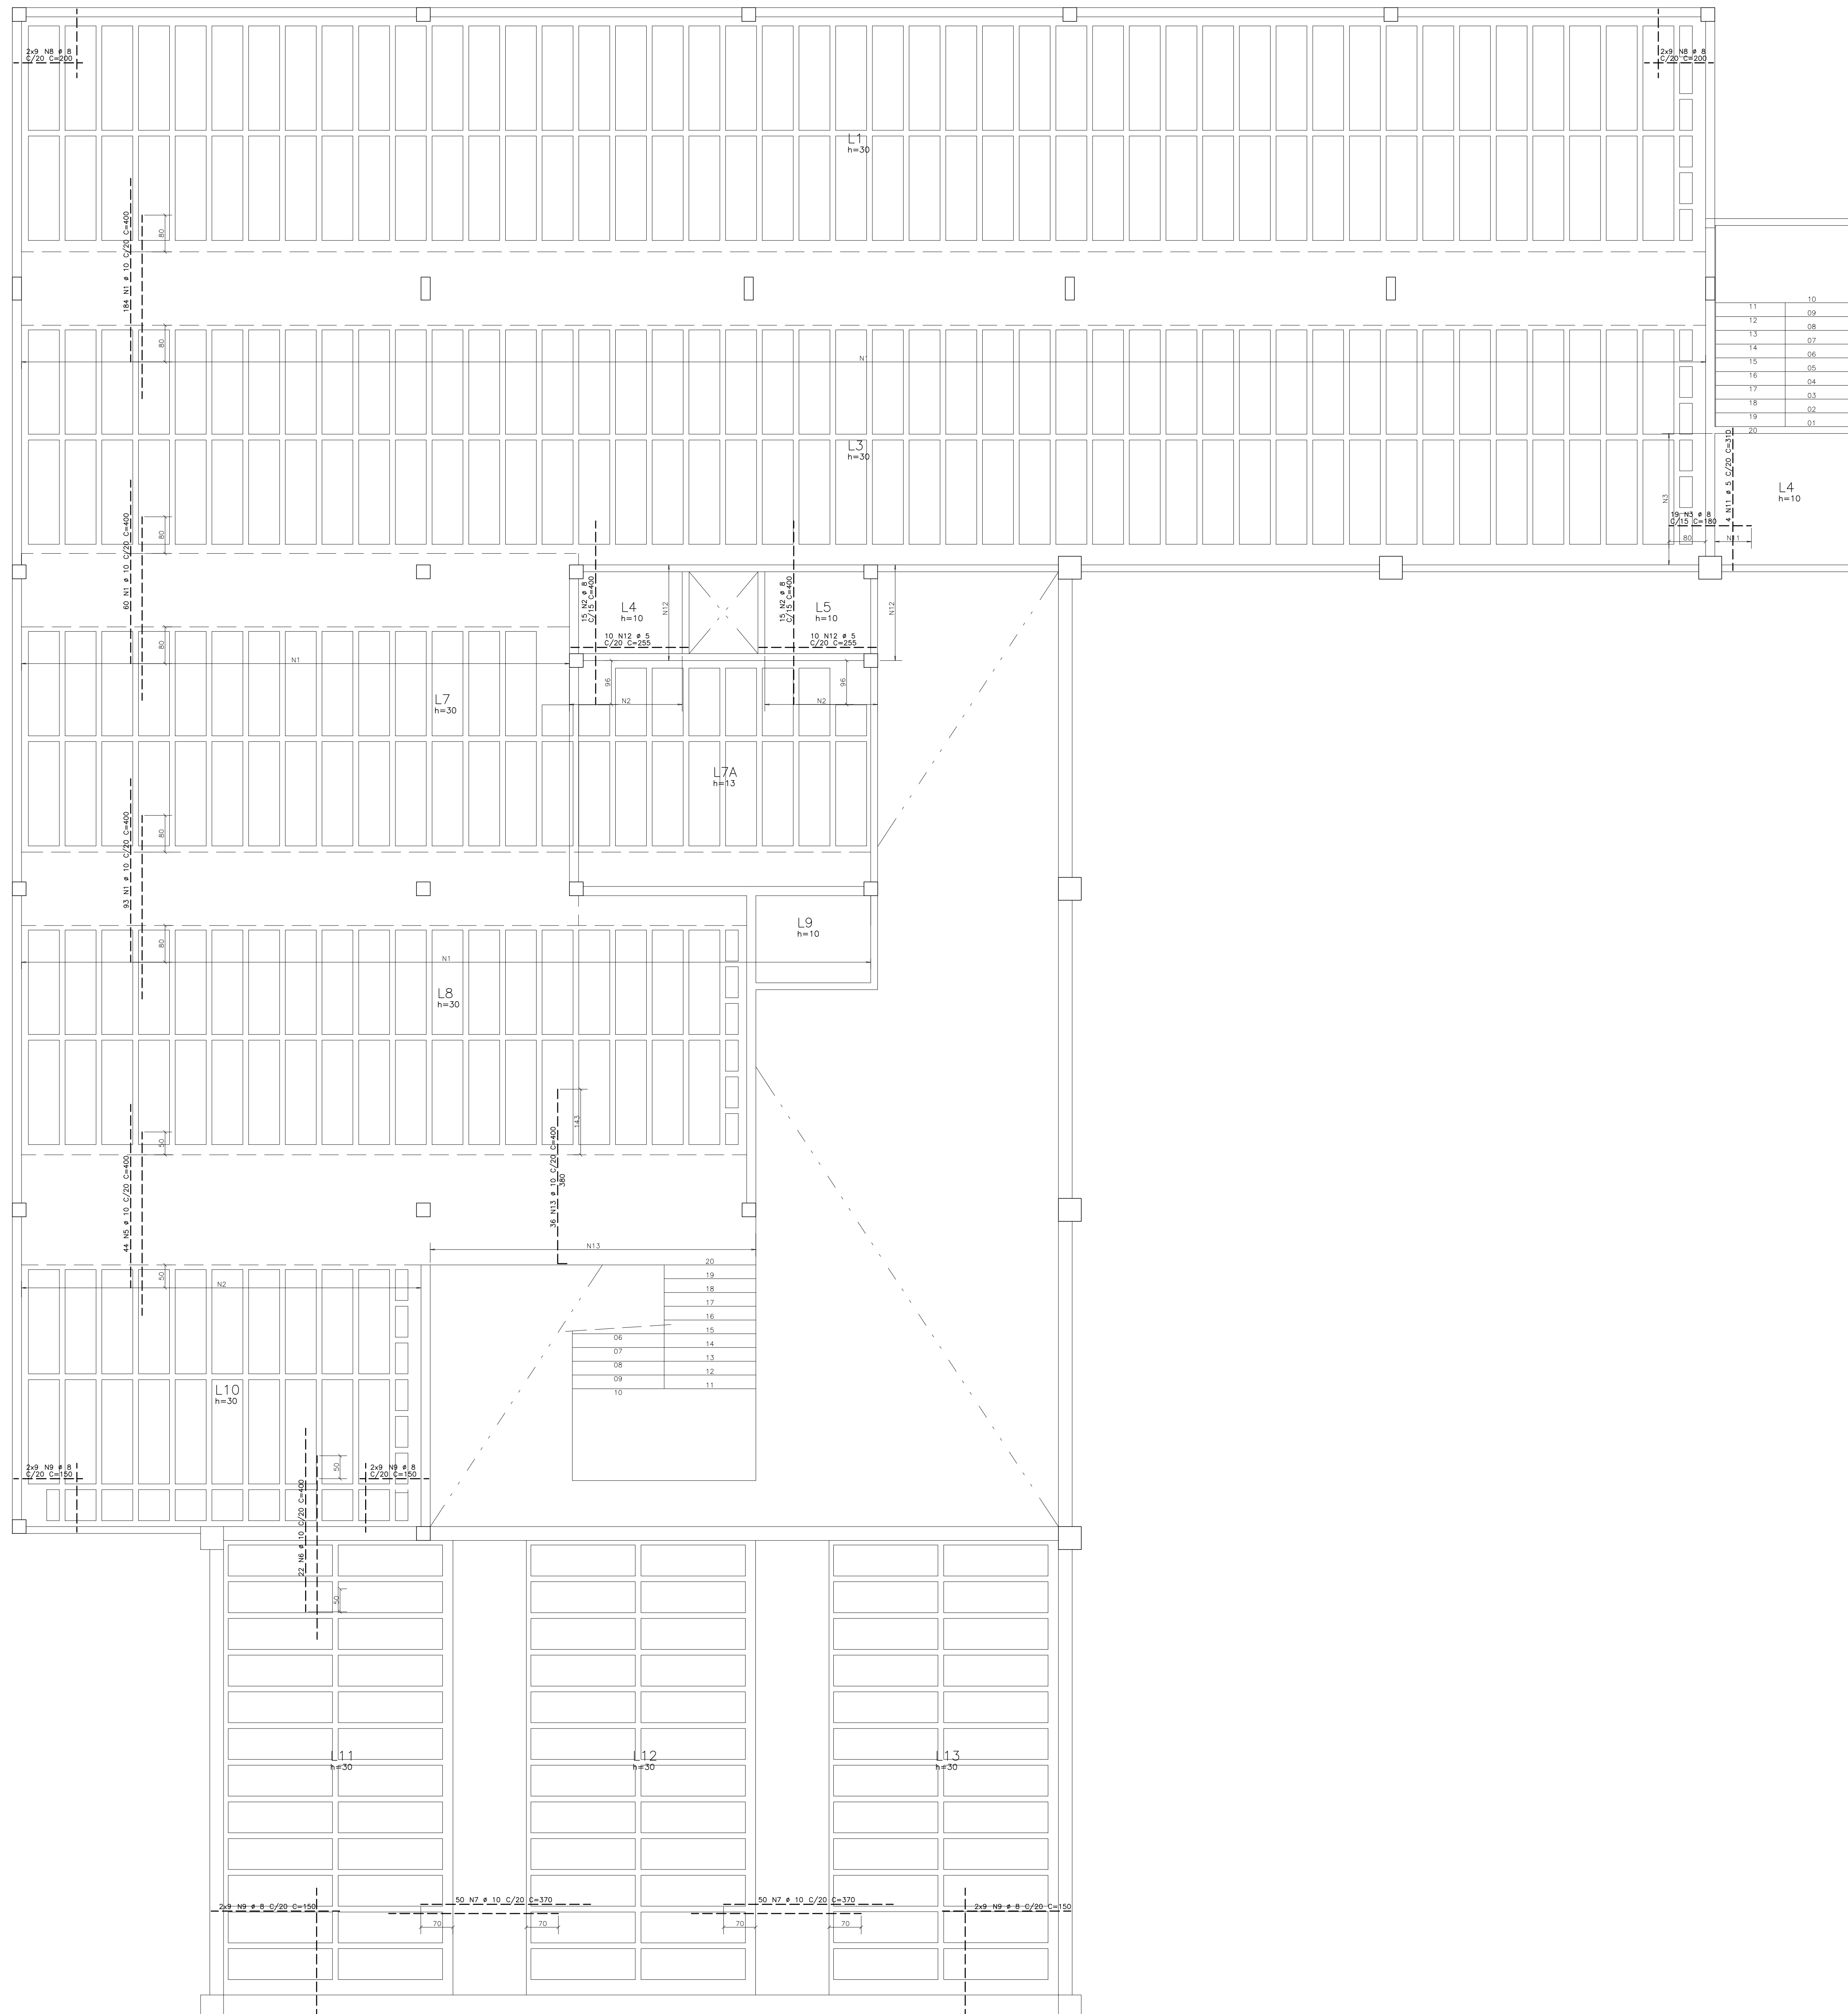 2x9 N8 ø 8
C/20 C=200
2x9 N8 ø 8
C/20 C=200
L1
h=30
184 N1 ø 10 C/20 C=400
80
80
N1
11
12
13
14
15
16
17
18
19
20
10
09
08
07
06
05
04
03
02
01
L3
h=30
N3
19 N3 ø 8
C/15 C=180
80
N11
4 N11 ø 5 C/20 C=310
L4
h=10
60 N1 ø 10 C/20 C=400
80
80
N1
15 N2 ø 8
C/15 C=400
L4
h=10
N12
10 N12 ø 5
C/20 C=255
15 N2 ø 8
C/15 C=400
L5
h=10
N12
10 N12 ø 5
C/20 C=255
96
N2
96
N2
L7
h=30
L7A
h=13
93 N1 ø 10 C/20 C=400
80
80
N1
L9
h=10
L8
h=30
44 N5 ø 10 C/20 C=400
50
50
N2
36 N13 ø 10 C/20 C=400
380
143
N13
20
19
18
17
16
15
14
13
12
11
06
07
08
09
10
L10
h=30
2x9 N9 ø 8
C/20 C=150
2x9 N9 ø 8
C/20 C=150
22 N6 ø 10 C/20 C=400
50
50
L11
h=30
L12
h=30
L13
h=30
50 N7 ø 10 C/20 C=370
50 N7 ø 10 C/20 C=370
2x9 N9 ø 8 C/20 C=150
2x9 N9 ø 8 C/20 C=150
70
70
70
70